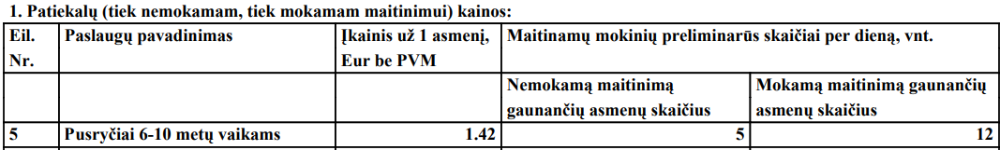 1. Patiekalų (tiek nemokamam, tiek mokamam maitinimui) kainos:
Eil. Nr. Paslaugų pavadinimas Įkainis už 1 asmenį, Eur be PVM Maitinamų mokinių preliminarūs skaičiai per dieną, vnt.
Nemokamą maitinimą gaunančių asmenų skaičius Mokamą maitinimą gaunančių asmenų skaičius
5 Pusryčiai 6-10 metų vaikams 1.42 5 12